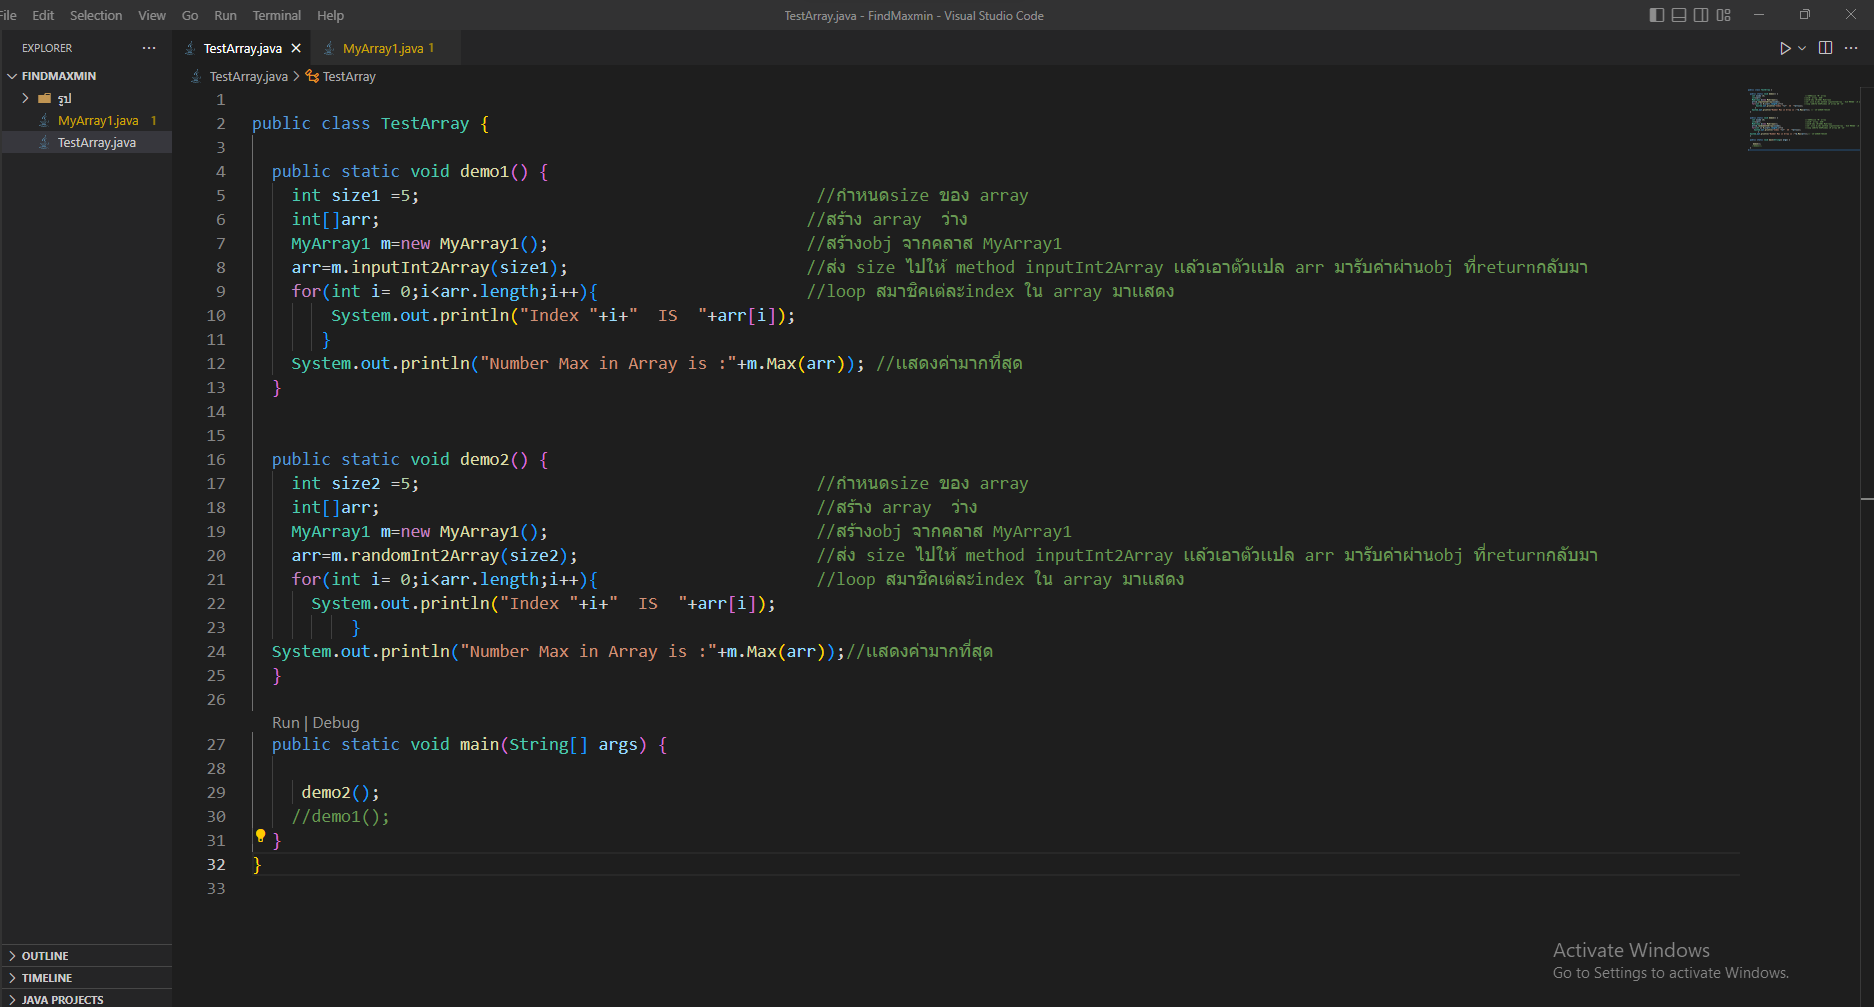 File Edit Selection View Go Run Terminal Help
TestArray.java - FindMaxmin - Visual Studio Code
EXPLORER
FINDMAXMIN
รูป
MyArray1.java 1
TestArray.java
TestArray.java
MyArray1.java 1
TestArray.java > TestArray
1
2 public class TestArray {
3
4 public static void demo1() {
5 int size1 =5; //กำหนดsize ของ array
6 int[]arr; //สร้าง array  ว่าง
7 MyArray1 m=new MyArray1(); //สร้างobj จากคลาส MyArray1
8 arr=m.inputInt2Array(size1); //ส่ง size ไปให้ method inputInt2Array แล้วเอาตัวแปล arr มารับค่าผ่านobj ที่returnกลับมา
9 for(int i= 0;i<arr.length;i++){ //loop สมาชิคเต่ละindex ใน array มาแสดง
10 System.out.println("Index "+i+"  IS  "+arr[i]);
11 }
12 System.out.println("Number Max in Array is :"+m.Max(arr)); //แสดงค่ามากที่สุด
13 }
14
15
16 public static void demo2() {
17 int size2 =5; //กำหนดsize ของ array
18 int[]arr; //สร้าง array  ว่าง
19 MyArray1 m=new MyArray1(); //สร้างobj จากคลาส MyArray1
20 arr=m.randomInt2Array(size2); //ส่ง size ไปให้ method inputInt2Array แล้วเอาตัวแปล arr มารับค่าผ่านobj ที่returnกลับมา
21 for(int i= 0;i<arr.length;i++){ //loop สมาชิคเต่ละindex ใน array มาแสดง
22 System.out.println("Index "+i+"  IS  "+arr[i]);
23 }
24 System.out.println("Number Max in Array is :"+m.Max(arr));//แสดงค่ามากที่สุด
25 }
26
Run | Debug
27 public static void main(String[] args) {
28
29 demo2();
30 //demo1();
31 }
32 }
33
OUTLINE
TIMELINE
JAVA PROJECTS
Activate Windows
Go to Settings to activate Windows.